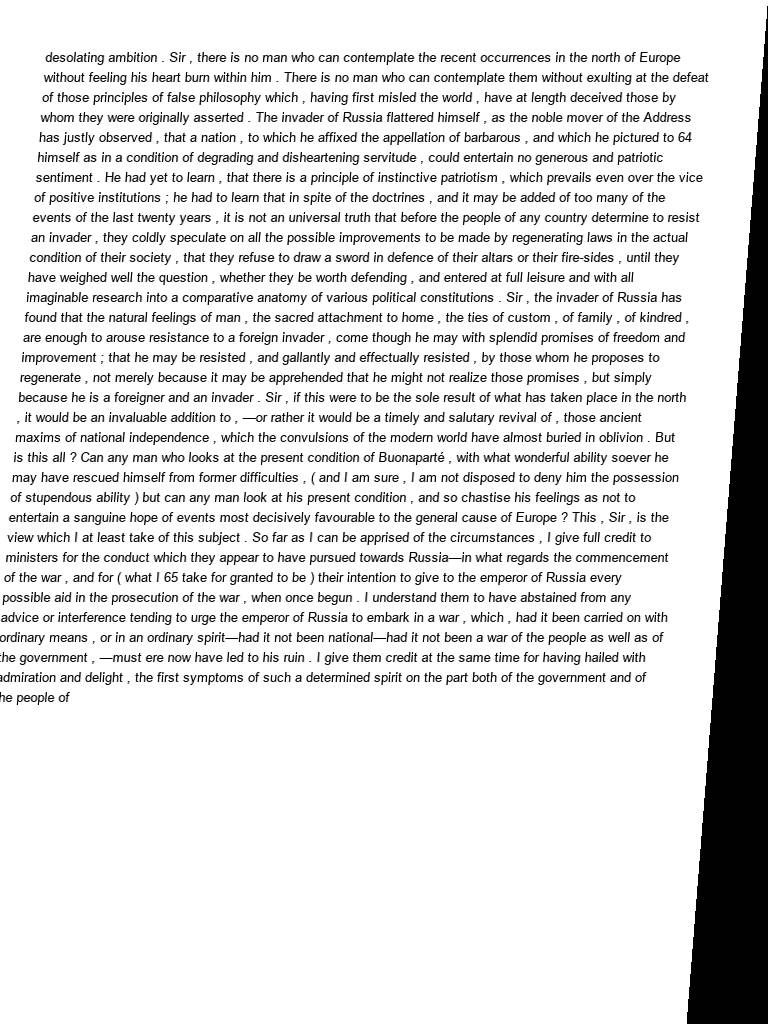 desolating ambition . Sir , there is no man who can contemplate the recent occurrences in the north of Europe
without feeling his heart burn within him . There is no man who can contemplate them without exulting at the defeat
of those principles of false philosophy which , having first misled the world , have at length deceived those by
whom they were originally asserted . The invader of Russia flattered himself , as the noble mover of the Address
has justly observed , that a nation , to which he affixed the appellation of barbarous , and which he pictured to 64
himself as in a condition of degrading and disheartening servitude , could entertain no generous and patriotic
sentiment . He had yet to learn , that there is a principle of instinctive patriotism , which prevails even over the vice
of positive institutions ; he had to learn that in spite of the doctrines , and it may be added of too many of the
events of the last twenty years , it is not an universal truth that before the people of any country determine to resist
an invader , they coldly speculate on all the possible improvements to be made by regenerating laws in the actual
condition of their society , that they refuse to draw a sword in defence of their altars or their fire-sides , until they
have weighed well the question , whether they be worth defending , and entered at full leisure and with all
imaginable research into a comparative anatomy of various political constitutions . Sir , the invader of Russia has
found that the natural feelings of man , the sacred attachment to home , the ties of custom , of family , of kindred ,
are enough to arouse resistance to a foreign invader , come though he may with splendid promises of freedom and
improvement ; that he may be resisted , and gallantly and effectually resisted , by those whom he proposes to
regenerate , not merely because it may be apprehended that he might not realize those promises , but simply
because he is a foreigner and an invader . Sir , if this were to be the sole result of what has taken place in the north
, it would be an invaluable addition to , —or rather it would be a timely and salutary revival of , those ancient
maxims of national independence , which the convulsions of the modern world have almost buried in oblivion . But
is this all ? Can any man who looks at the present condition of Buonaparté , with what wonderful ability soever he
may have rescued himself from former difficulties , ( and I am sure , I am not disposed to deny him the possession
of stupendous ability ) but can any man look at his present condition , and so chastise his feelings as not to
entertain a sanguine hope of events most decisively favourable to the general cause of Europe ? This , Sir , is the
view which I at least take of this subject . So far as I can be apprised of the circumstances , I give full credit to
ministers for the conduct which they appear to have pursued towards Russia—in what regards the commencement
of the war , and for ( what I 65 take for granted to be ) their intention to give to the emperor of Russia every
possible aid in the prosecution of the war , when once begun . I understand them to have abstained from any
advice or interference tending to urge the emperor of Russia to embark in a war , which , had it been carried on with
ordinary means , or in an ordinary spirit—had it not been national—had it not been a war of the people as well as of
the government , —must ere now have led to his ruin . I give them credit at the same time for having hailed with
admiration and delight , the first symptoms of such a determined spirit on the part both of the government and of
he people of